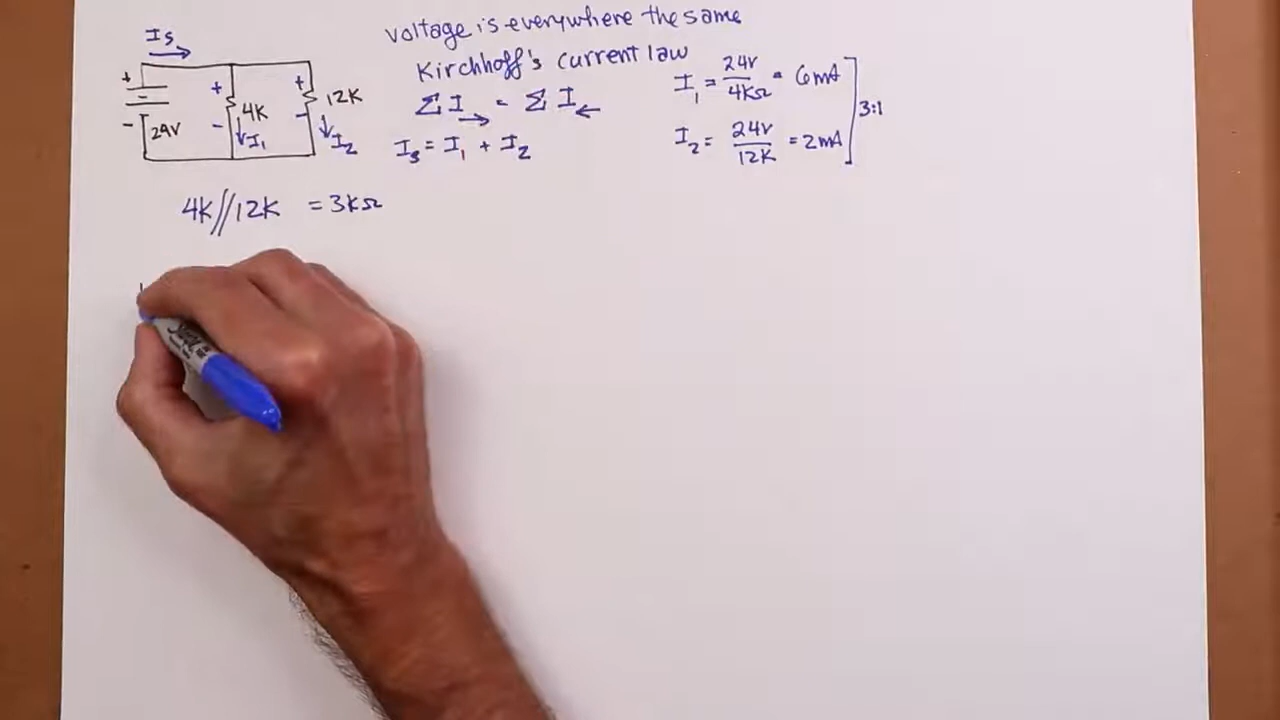 Is
voltage is everywhere the same
Kirchhoff's current law
+ - 24V
+ - 4K I1
+ - 12K I2
ΣI→ = ΣI←
Is = I1 + I2
I1 = 24V/4KΩ = 6mA
I2 = 24V/12K = 2mA
3:1
4K//12K = 3KΩ